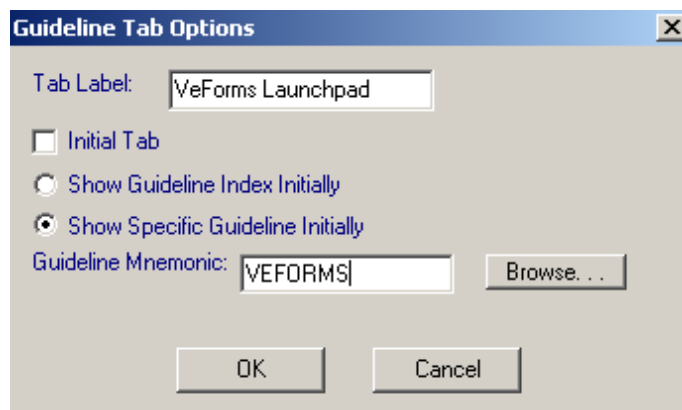 Guideline Tab Options
Tab Label: VeForms Launchpad
Initial Tab
Show Guideline Index Initially
Show Specific Guideline Initially
Guideline Mnemonic: VEFORMS Browse. . .
OK Cancel